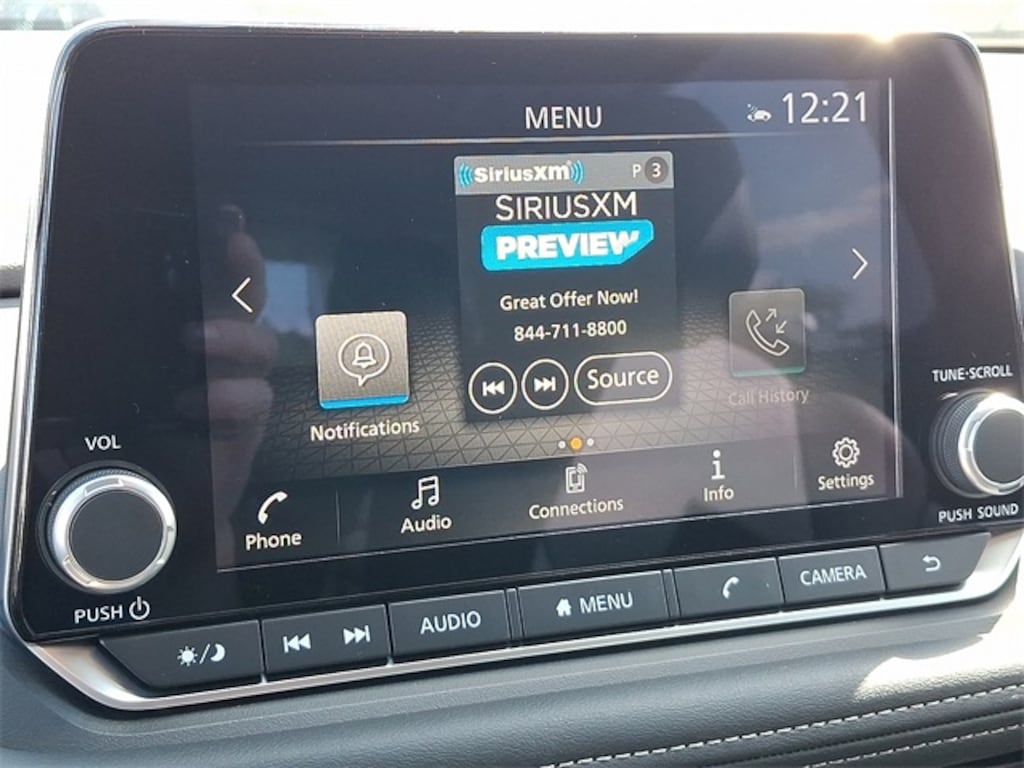 MENU
12:21
SiriusXM P 3
SIRIUSXM
PREVIEW
Great Offer Now!
844-711-8800
Source
Notifications
Call History
Phone
Audio
Connections
Info
Settings
VOL
PUSH
TUNE·SCROLL
PUSH SOUND
AUDIO
MENU
CAMERA